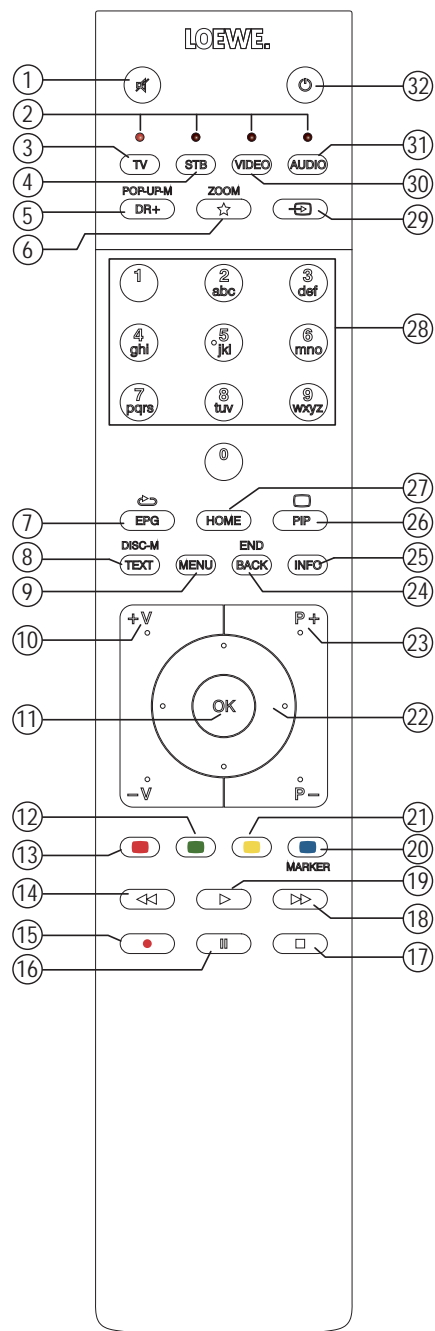 LOEWE.
1 32
2
3 TV STB VIDEO AUDIO 31
4 30
POP-UP-M ZOOM
5 DR+ 29
6
1 2 3
abc def
28
4 5 6
ghi jkl mno
7 8 9
pqrs tuv wxyz
0
27
7 EPG HOME PIP 26
DISC-M END
8 TEXT MENU BACK INFO 25
9 24
10 +V P+ 23
11 OK 22
–V P–
12 21
13 20
MARKER
14 19
18
15
16 17